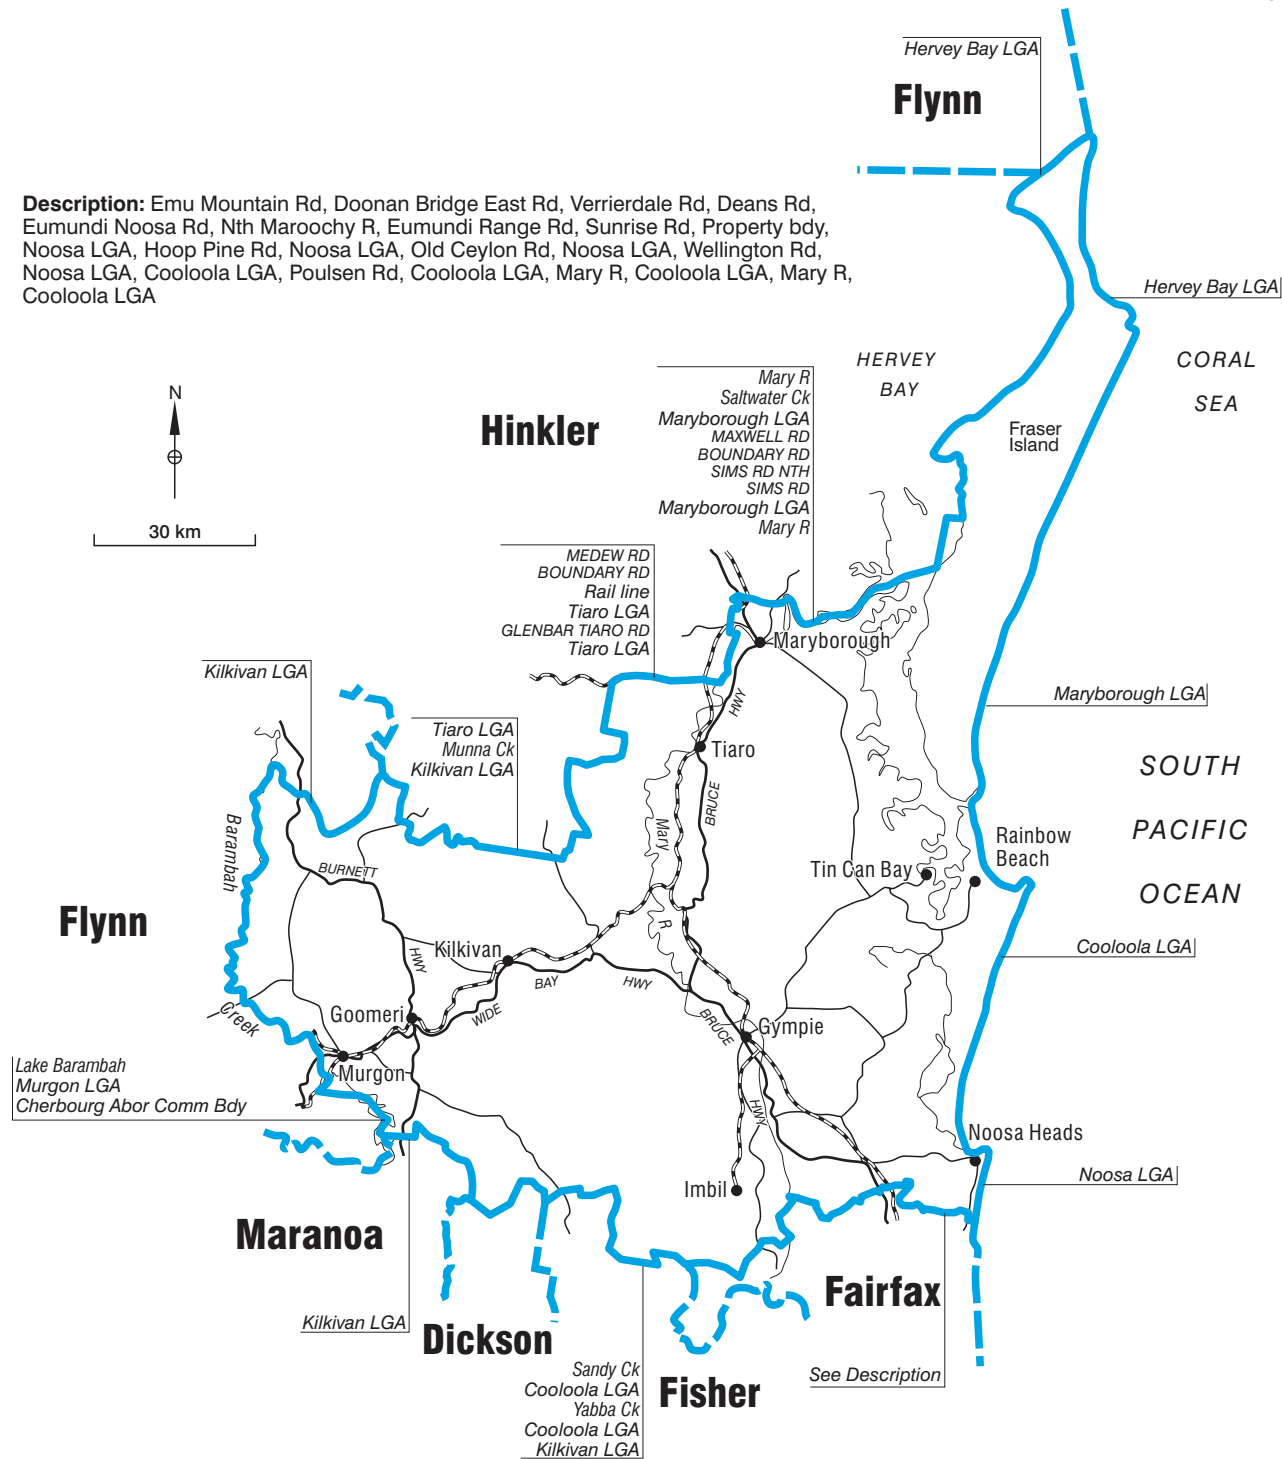 Hervey Bay LGA
Flynn
Description: Emu Mountain Rd, Doonan Bridge East Rd, Verrierdale Rd, Deans Rd,
Eumundi Noosa Rd, Nth Maroochy R, Eumundi Range Rd, Sunrise Rd, Property bdy,
Noosa LGA, Hoop Pine Rd, Noosa LGA, Old Ceylon Rd, Noosa LGA, Wellington Rd,
Noosa LGA, Cooloola LGA, Poulsen Rd, Cooloola LGA, Mary R, Cooloola LGA, Mary R,
Cooloola LGA
Hervey Bay LGA
HERVEY
BAY
CORAL
SEA
N
30 km
Hinkler
Mary R
Saltwater Ck
Maryborough LGA
MAXWELL RD
BOUNDARY RD
SIMS RD NTH
SIMS RD
Maryborough LGA
Mary R
Fraser
Island
MEDEW RD
BOUNDARY RD
Rail line
Tiaro LGA
GLENBAR TIARO RD
Tiaro LGA
Maryborough
Kilkivan LGA
HWY
Maryborough LGA
Tiaro LGA
Munna Ck
Kilkivan LGA
Tiaro
BRUCE
SOUTH
PACIFIC
OCEAN
Barambah
Mary
Rainbow
Beach
BURNETT
Tin Can Bay
Flynn
R
Kilkivan
HWY
BAY
HWY
Cooloola LGA
Creek
Goomeri
WIDE
BRUCE
Gympie
Lake Barambah
Murgon LGA
Cherbourg Abor Comm Bdy
Murgon
HWY
Noosa Heads
Imbil
Noosa LGA
Maranoa
Fairfax
Kilkivan LGA
Dickson
See Description
Sandy Ck
Cooloola LGA
Yabba Ck
Cooloola LGA
Kilkivan LGA
Fisher